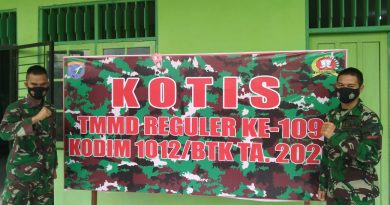 KOTIS
TMMD REGULER KE-109
KODIM 1012/BTK TA. 202